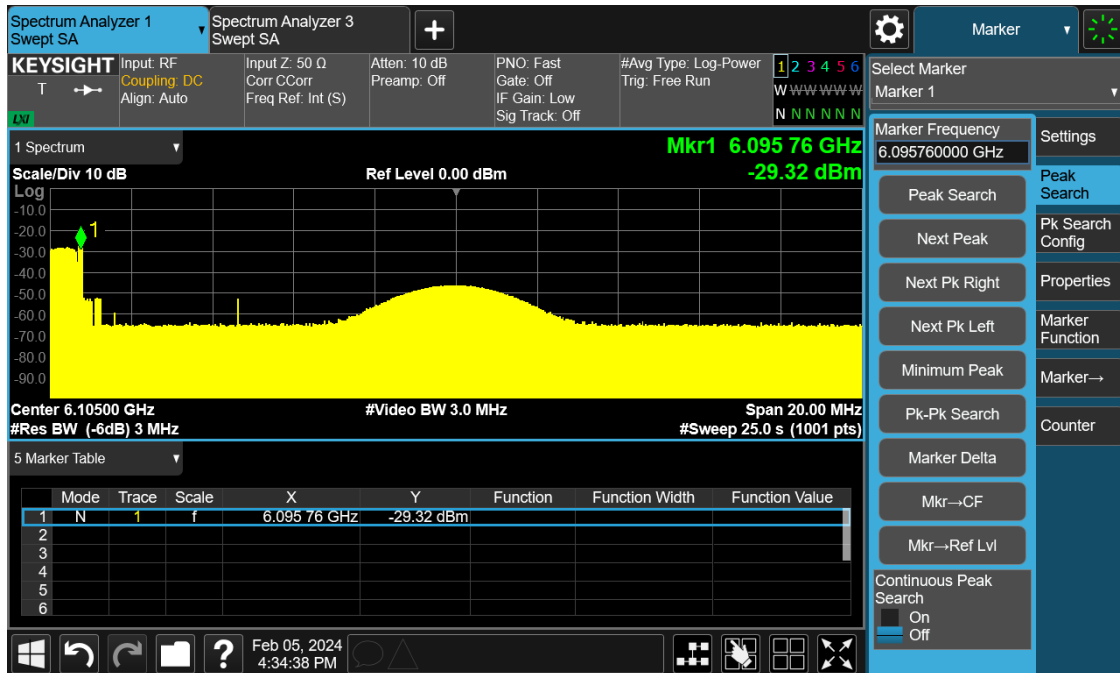 Spectrum Analyzer 1
Swept SA
Spectrum Analyzer 3
Swept SA
Marker
KEYSIGHT
T
LXI
Input: RF
Coupling: DC
Align: Auto
Input Z: 50 Ω
Corr CCorr
Freq Ref: Int (S)
Atten: 10 dB
Preamp: Off
PNO: Fast
Gate: Off
IF Gain: Low
Sig Track: Off
#Avg Type: Log-Power
Trig: Free Run
1 2 3 4 5 6
W W W W W W
N N N N N N
Select Marker
Marker 1
1 Spectrum
Mkr1 6.095 76 GHz
-29.32 dBm
Scale/Div 10 dB
Ref Level 0.00 dBm
Log
-10.0
-20.0
-30.0
-40.0
-50.0
-60.0
-70.0
-80.0
-90.0
1
Center 6.10500 GHz
#Video BW 3.0 MHz
Span 20.00 MHz
#Res BW (-6dB) 3 MHz
#Sweep 25.0 s (1001 pts)
5 Marker Table
Mode Trace Scale X Y Function Function Width Function Value
1 N 1 f 6.095 76 GHz -29.32 dBm
2
3
4
5
6
Marker Frequency
6.095760000 GHz
Peak Search
Next Peak
Next Pk Right
Next Pk Left
Minimum Peak
Pk-Pk Search
Marker Delta
Mkr→CF
Mkr→Ref Lvl
Continuous Peak
Search
On
Off
Settings
Peak
Search
Pk Search
Config
Properties
Marker
Function
Marker→
Counter
?
Feb 05, 2024
4:34:38 PM